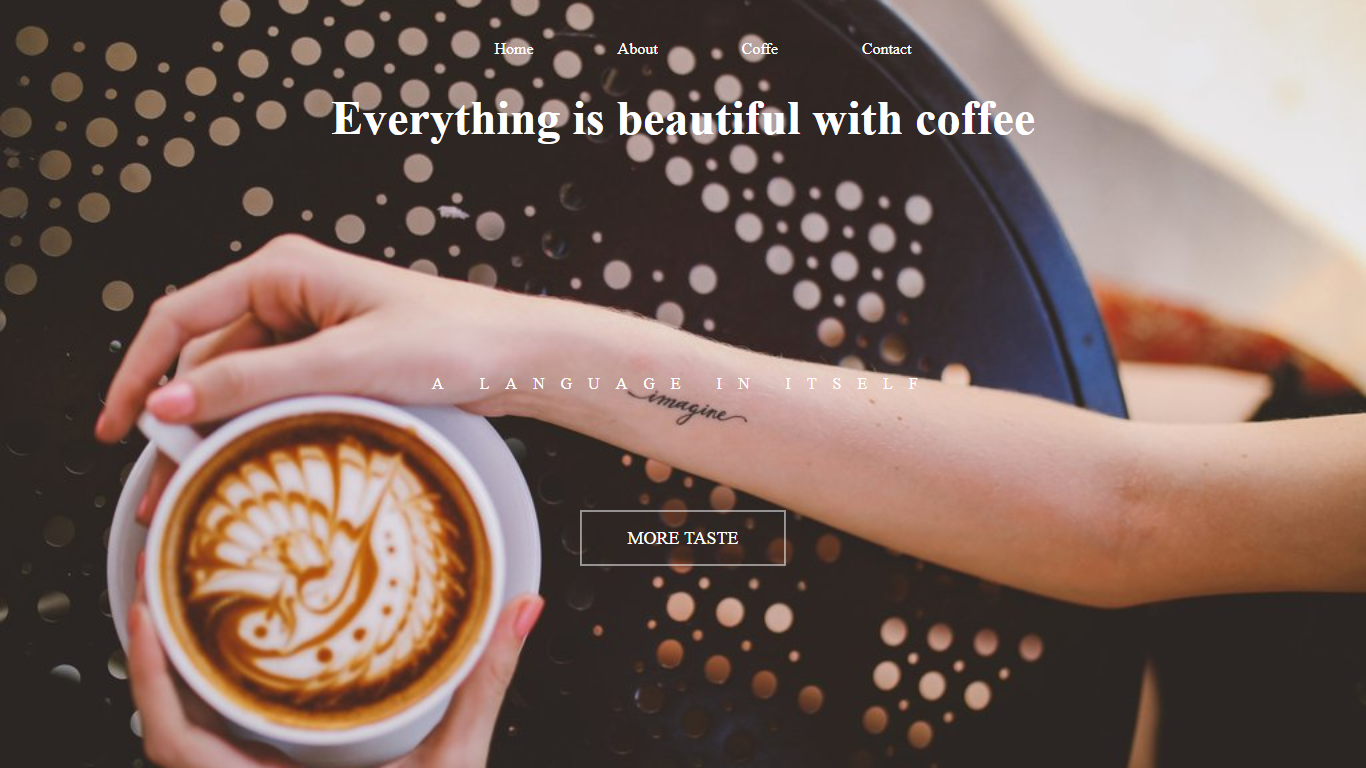 Home About Coffe Contact
Everything is beautiful with coffee
A LANGUAGE IN ITSELF
imagine
MORE TASTE